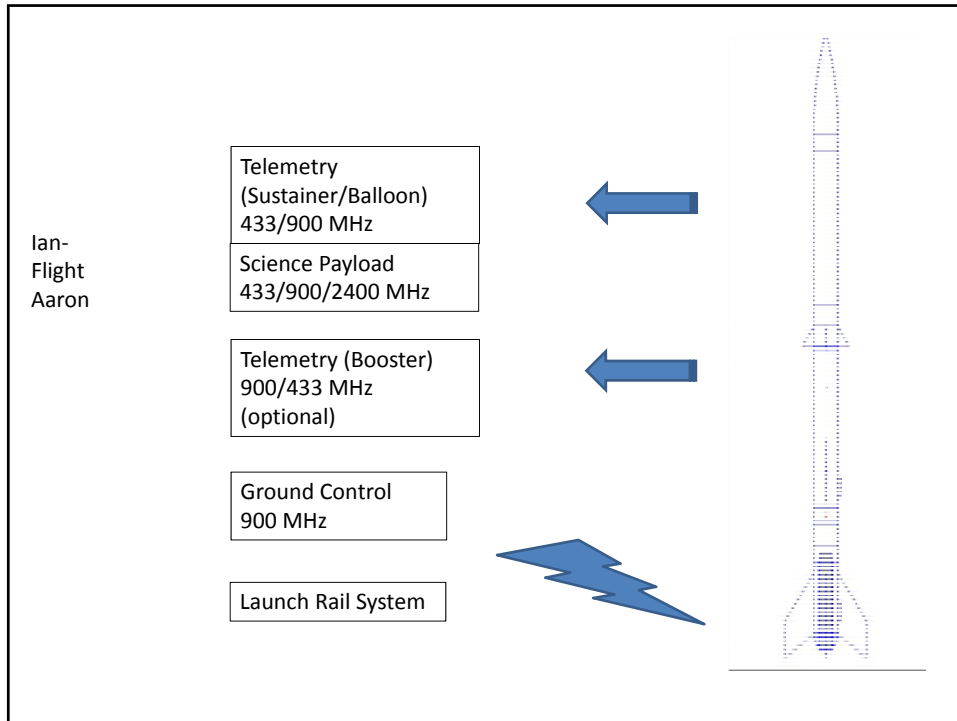 Ian-
Flight
Aaron
Telemetry
(Sustainer/Balloon)
433/900 MHz
Science Payload
433/900/2400 MHz
Telemetry (Booster)
900/433 MHz
(optional)
Ground Control
900 MHz
Launch Rail System